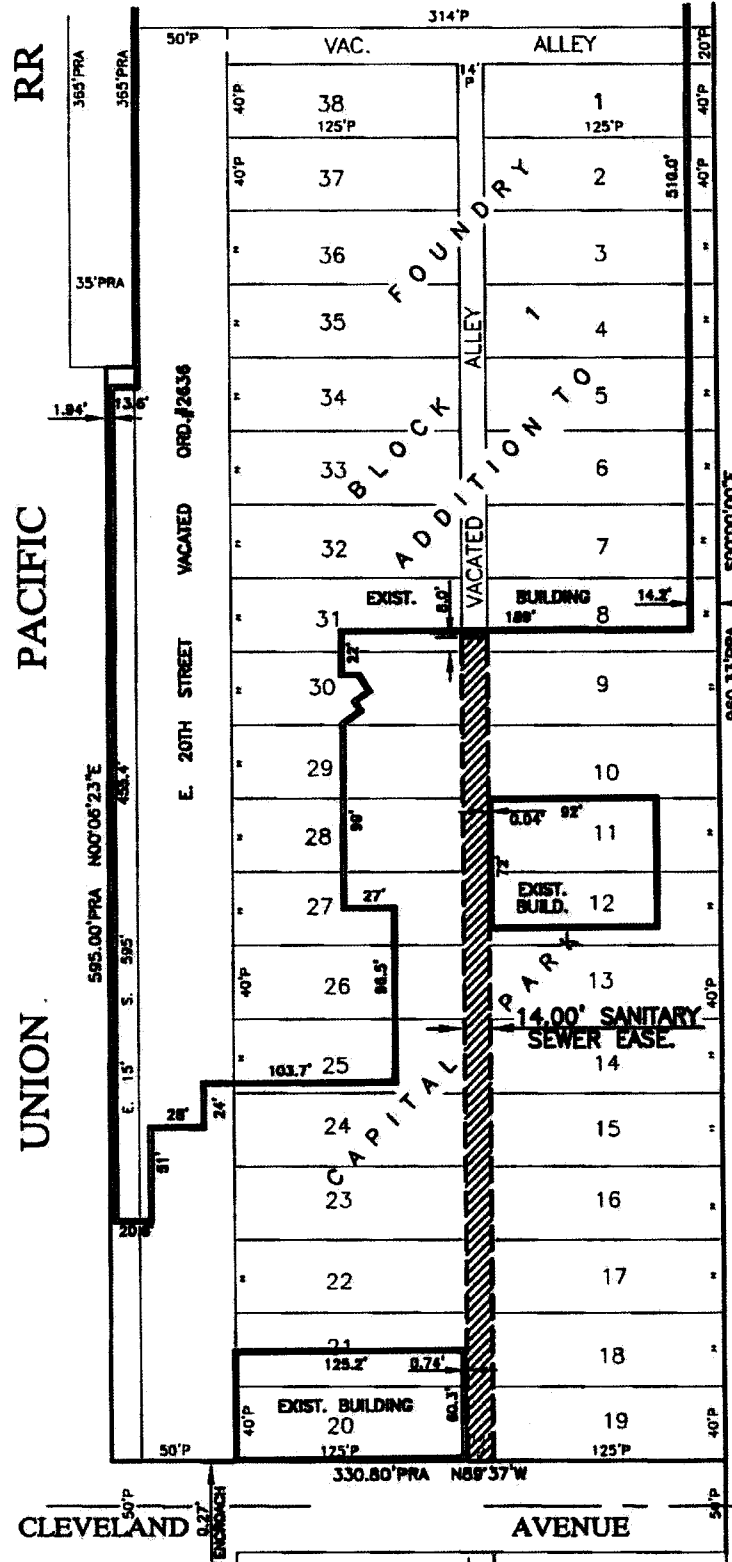 314'P
50'P
VAC. ALLEY
20'P
14'P
RR
365'PRA
365'PRA
40'P
38
125'P
1
125'P
40'P
40'P
37
2
510.0'
40'P
36
3
35'PRA
35
4
34
5
33
6
32
7
31
8
30
9
29
10
28
11
27
12
26
13
25
14
24
15
23
16
22
17
21
18
20
19
BLOCK 1 FOUNDRY
ADDITION TO
CAPITAL PARK
VACATED ALLEY
E. 20TH STREET VACATED ORD.#2636
1.94'
13.6'
PACIFIC
UNION
EXIST. BUILDING
8.0'
189'
14.2'
22'
595.00'PRA N00°06'23"E
455.4'
E. 15' S. 595'
99'
27'
96.5'
103.7'
24'
28'
51'
0.04'
92'
72'
EXIST.
BUILD.
40'P
40'P
14.00' SANITARY
SEWER EASE.
125.2'
0.74'
60.3'
EXIST. BUILDING
40'P
40'P
50'P
125'P
125'P
330.80'PRA N89°37'W
50'P
0.27'
ENCROACH
50'P
CLEVELAND AVENUE